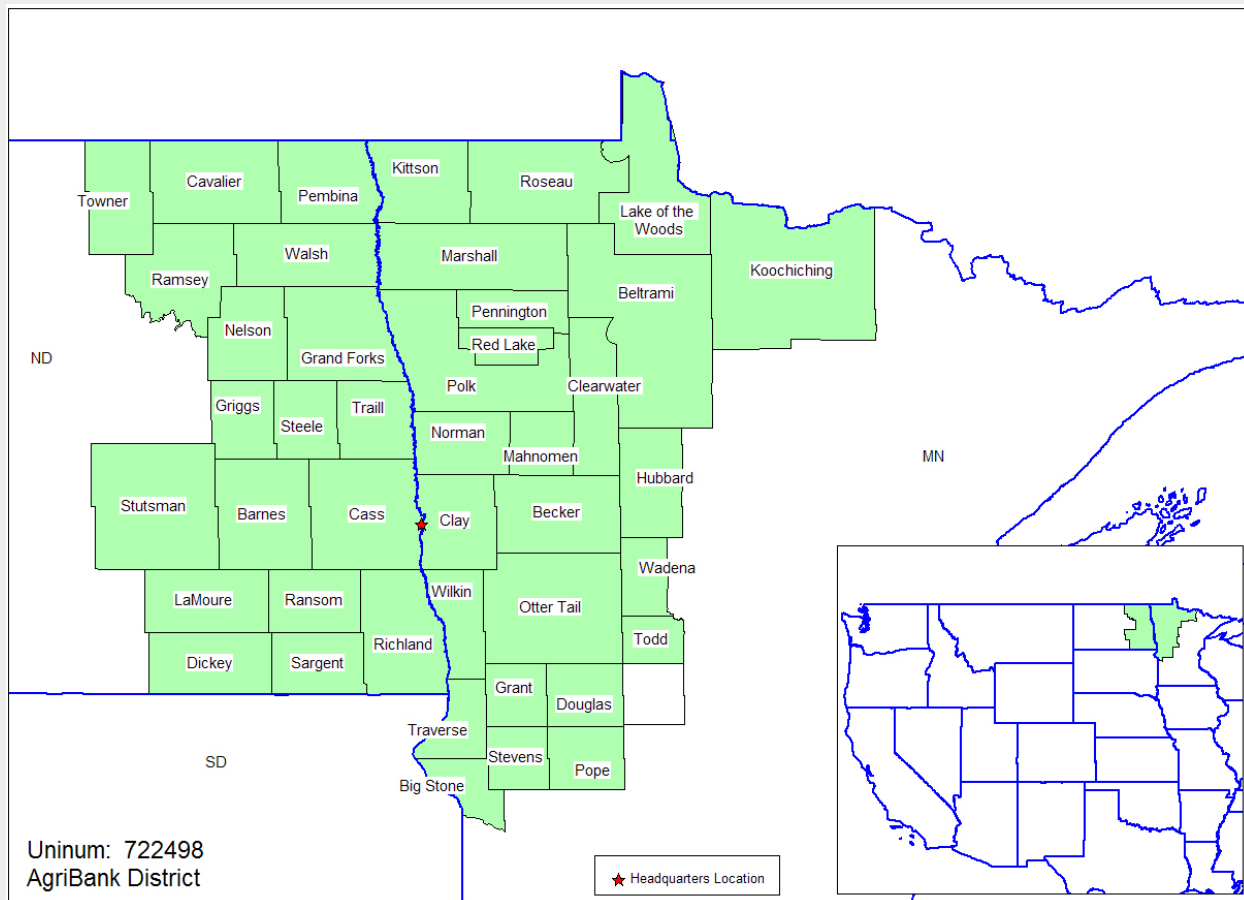 Kittson
Cavalier
Roseau
Pembina
Towner
Lake of the
Woods
Walsh
Marshall
Koochiching
Ramsey
Beltrami
Pennington
Nelson
Red Lake
ND
Grand Forks
Polk
Clearwater
Griggs
Traill
Steele
Norman
Mahnomen
MN
Hubbard
Stutsman
Barnes
Cass
Clay
Becker
Wadena
Wilkin
LaMoure
Ransom
Otter Tail
Richland
Todd
Dickey
Sargent
Grant
Douglas
Traverse
SD
Stevens
Pope
Big Stone
Uninum: 722498
AgriBank District
Headquarters Location